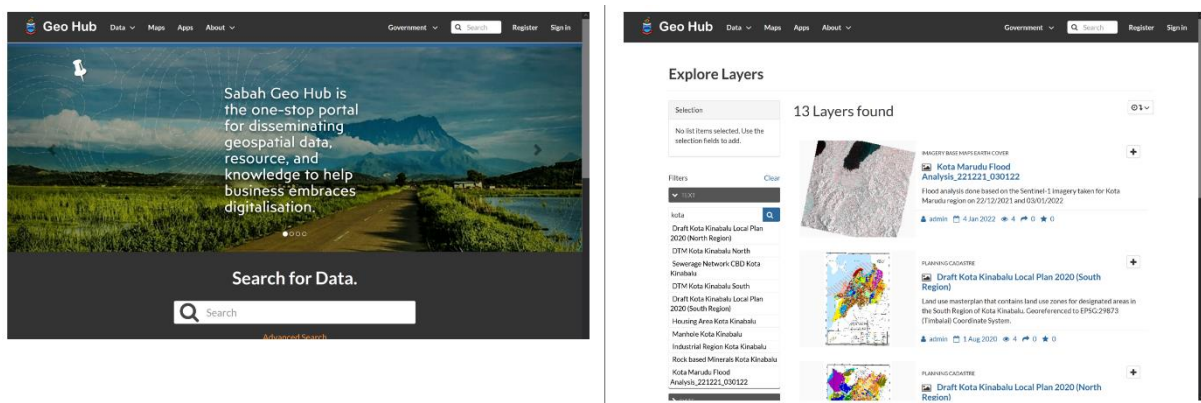 Geo Hub Data Maps Apps About Government Search Register Sign in
Sabah Geo Hub is
the one-stop portal
for disseminating
geospatial data,
resource, and
knowledge to help
business embraces
digitalisation.
Search for Data.
Search
Advanced Search
Geo Hub Data Maps Apps About Government Search Register Sign in
Explore Layers
Selection
No list items selected. Use the
selection fields to add.
Filters Clear
TEXT
kota
Draft Kota Kinabalu Local Plan
2020 (North Region)
DTM Kota Kinabalu North
Sewerage Network CBD Kota
Kinabalu
DTM Kota Kinabalu South
Draft Kota Kinabalu Local Plan
2020 (South Region)
Housing Area Kota Kinabalu
Manhole Kota Kinabalu
Industrial Region Kota Kinabalu
Rock based Minerals Kota Kinabalu
Kota Marudu Flood
Analysis_221221_030122
13 Layers found
IMAGERY BASE MAPS EARTH COVER
Kota Marudu Flood
Analysis_221221_030122
Flood analysis done based on the Sentinel-1 imagery taken for Kota
Marudu region on 22/12/2021 and 03/01/2022
admin 4 Jan 2022 4 0 0
PLANNING CADASTRE
Draft Kota Kinabalu Local Plan 2020 (South
Region)
Land use masterplan that contains land use zones for designated areas in
the South Region of Kota Kinabalu. Georeferenced to EPSG:29873
(Timbalai) Coordinate System.
admin 1 Aug 2020 4 0 0
PLANNING CADASTRE
Draft Kota Kinabalu Local Plan 2020 (North
Region)